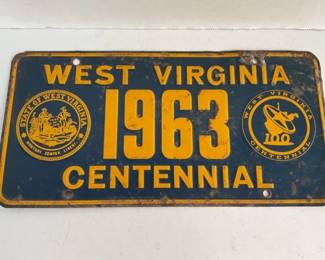 WEST VIRGINIA
STATE OF WEST VIRGINIA
MONTANI SEMPER LIBERI
1963
WEST VIRGINIA
100
CENTENNIAL
CENTENNIAL